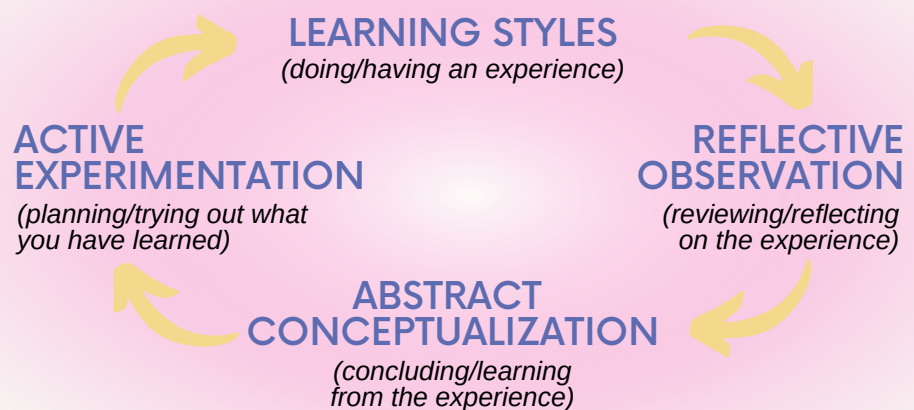 LEARNING STYLES
(doing/having an experience)
ACTIVE
EXPERIMENTATION
(planning/trying out what
you have learned)
REFLECTIVE
OBSERVATION
(reviewing/reflecting
on the experience)
ABSTRACT
CONCEPTUALIZATION
(concluding/learning
from the experience)